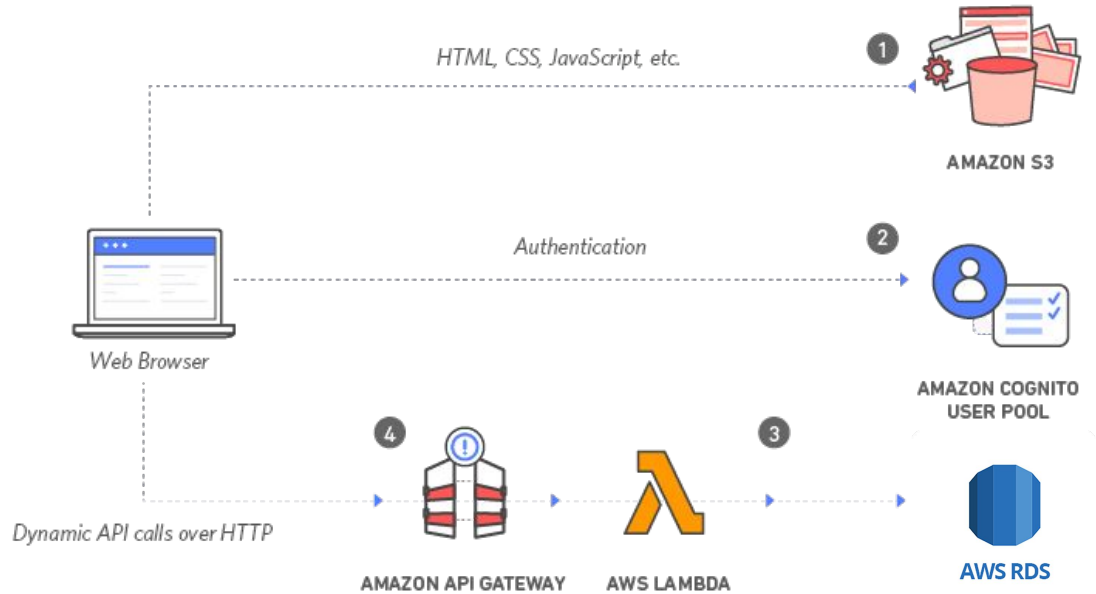 HTML, CSS, JavaScript, etc.
1
AMAZON S3
Authentication
2
Web Browser
AMAZON COGNITO
USER POOL
4
3
Dynamic API calls over HTTP
AMAZON API GATEWAY
AWS LAMBDA
AWS RDS